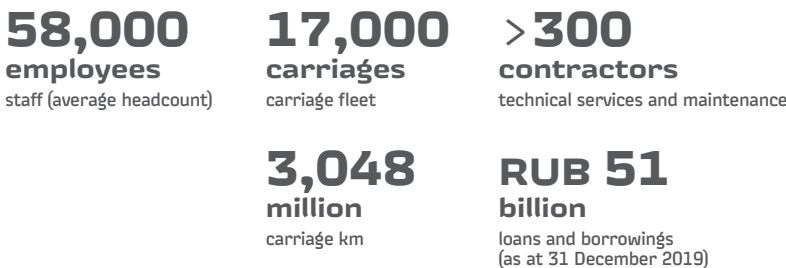 58,000
employees
staff (average headcount)
17,000
carriages
carriage fleet
>300
contractors
technical services and maintenance
3,048
million
carriage km
RUB 51
billion
loans and borrowings
(as at 31 December 2019)